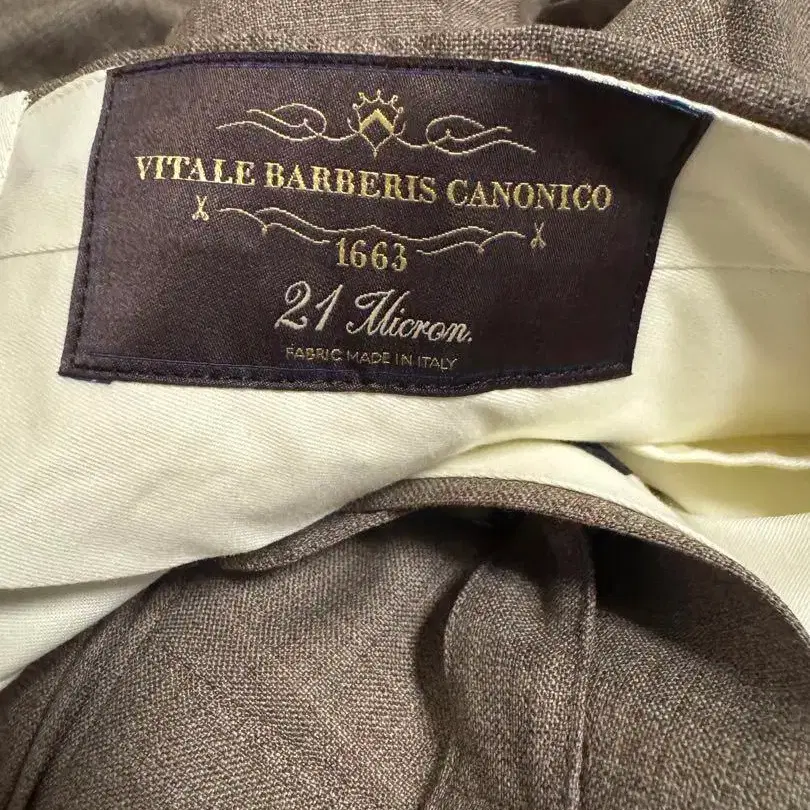 VITALE BARBERIS CANONICO
1663
21 Micron.
FABRIC MADE IN ITALY